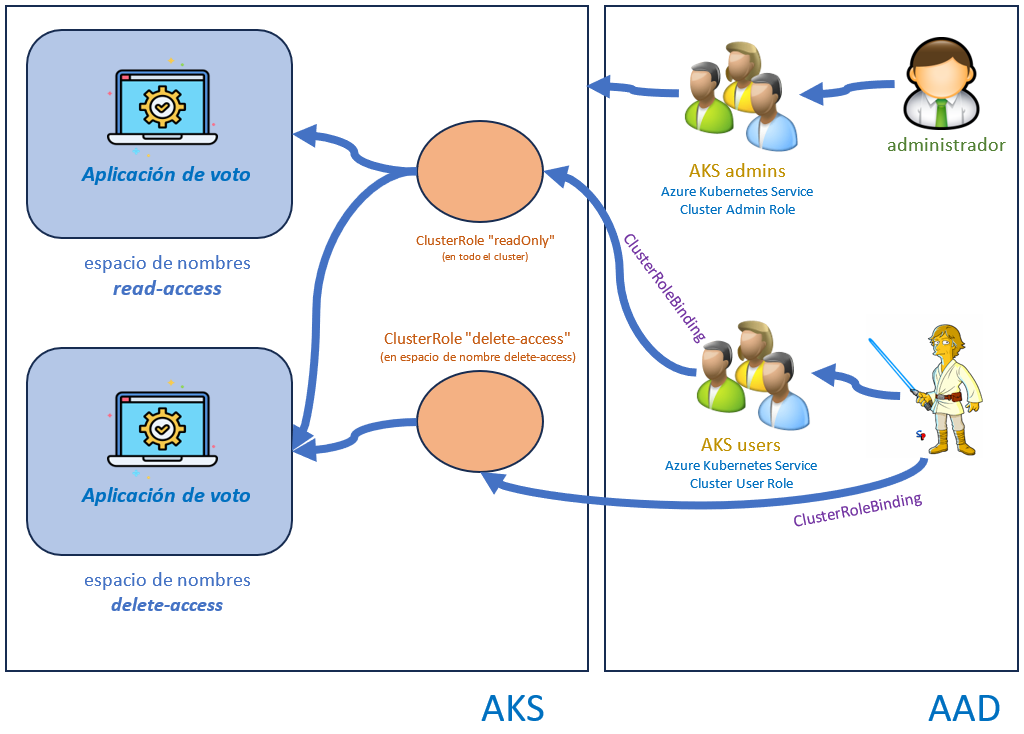 Aplicación de voto
espacio de nombres
read-access
Aplicación de voto
espacio de nombres
delete-access
ClusterRole "readOnly"
(en todo el cluster)
ClusterRole "delete-access"
(en espacio de nombre delete-access)
AKS
administrador
AKS admins
Azure Kubernetes Service
Cluster Admin Role
ClusterRoleBinding
AKS users
Azure Kubernetes Service
Cluster User Role
ClusterRoleBinding
AAD